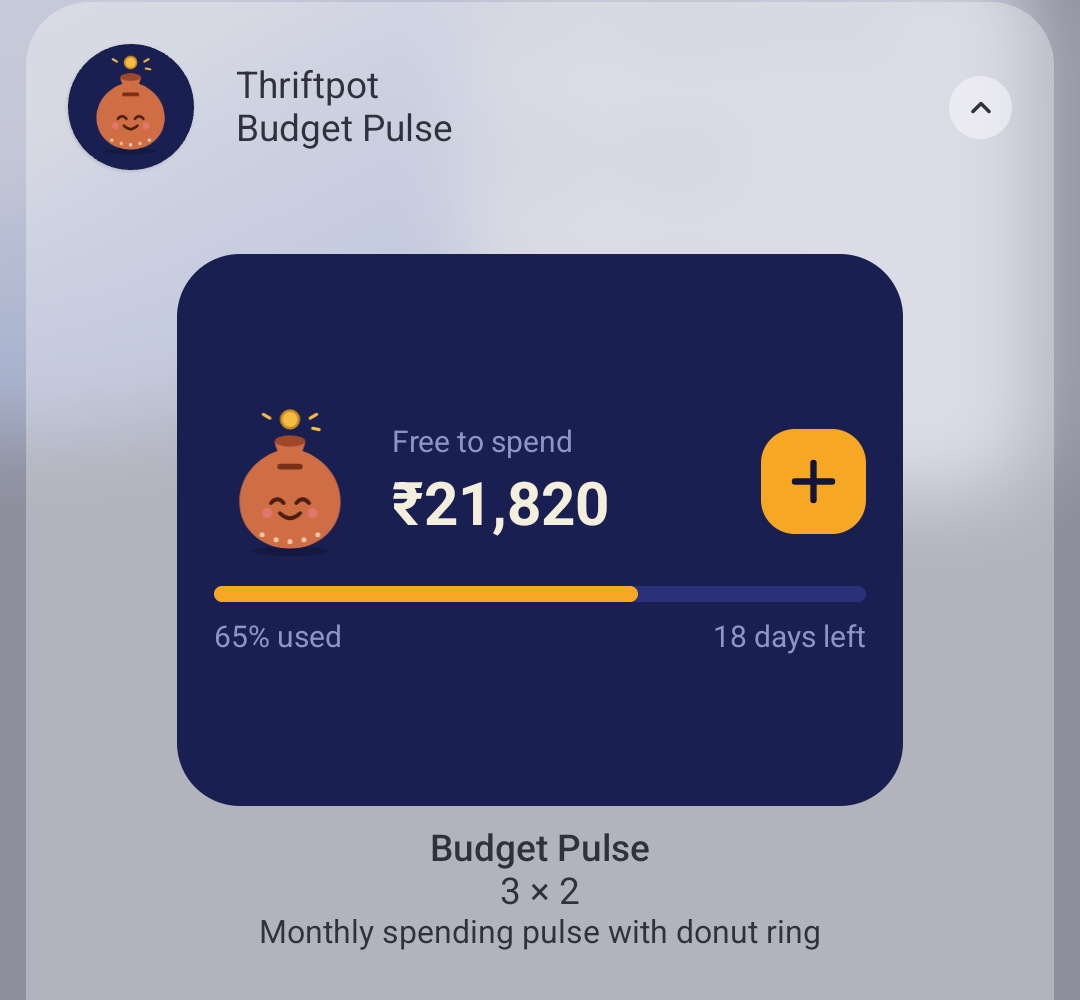 Thriftpot
Budget Pulse
Free to spend
₹21,820
65% used
18 days left
Budget Pulse
3 × 2
Monthly spending pulse with donut ring